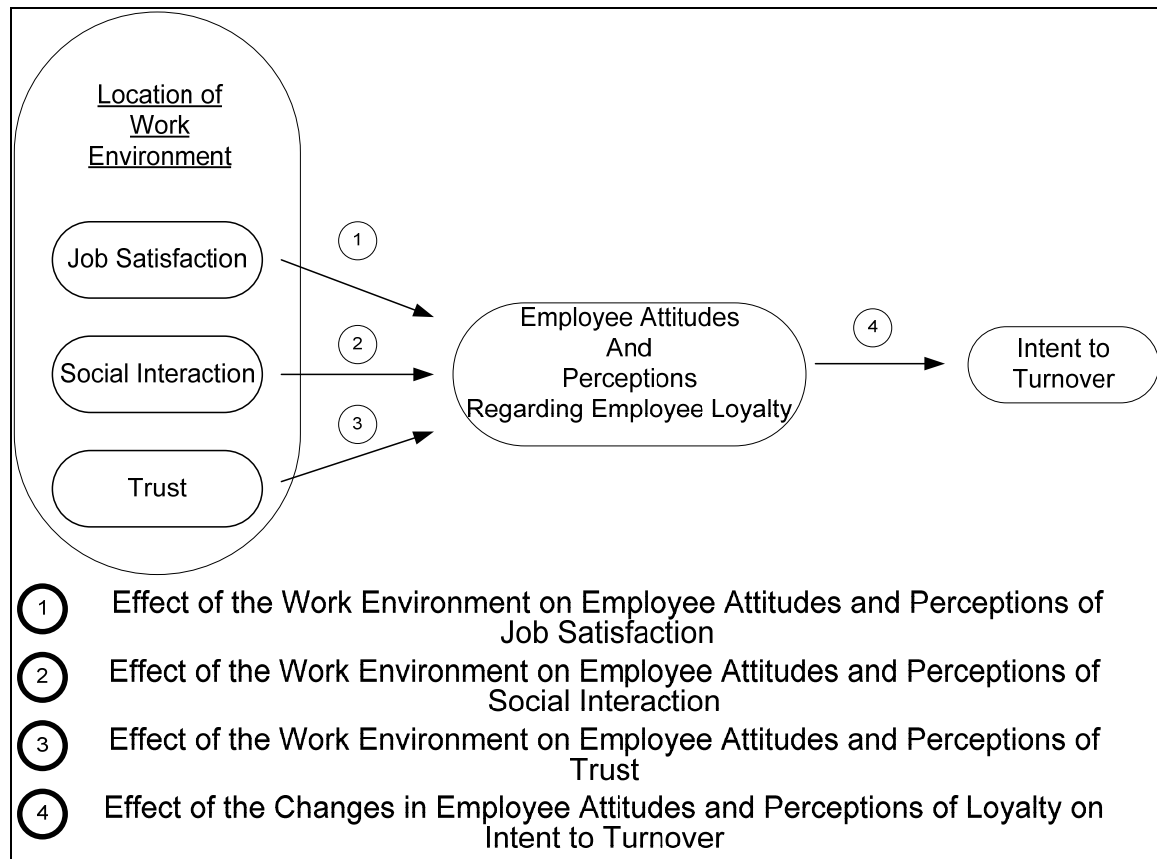 Location of
Work
Environment
Job Satisfaction
1
Social Interaction
2
Trust
3
Employee Attitudes
And
Perceptions
Regarding Employee Loyalty
4
Intent to
Turnover
1 Effect of the Work Environment on Employee Attitudes and Perceptions of
Job Satisfaction
2 Effect of the Work Environment on Employee Attitudes and Perceptions of
Social Interaction
3 Effect of the Work Environment on Employee Attitudes and Perceptions of
Trust
4 Effect of the Changes in Employee Attitudes and Perceptions of Loyalty on
Intent to Turnover